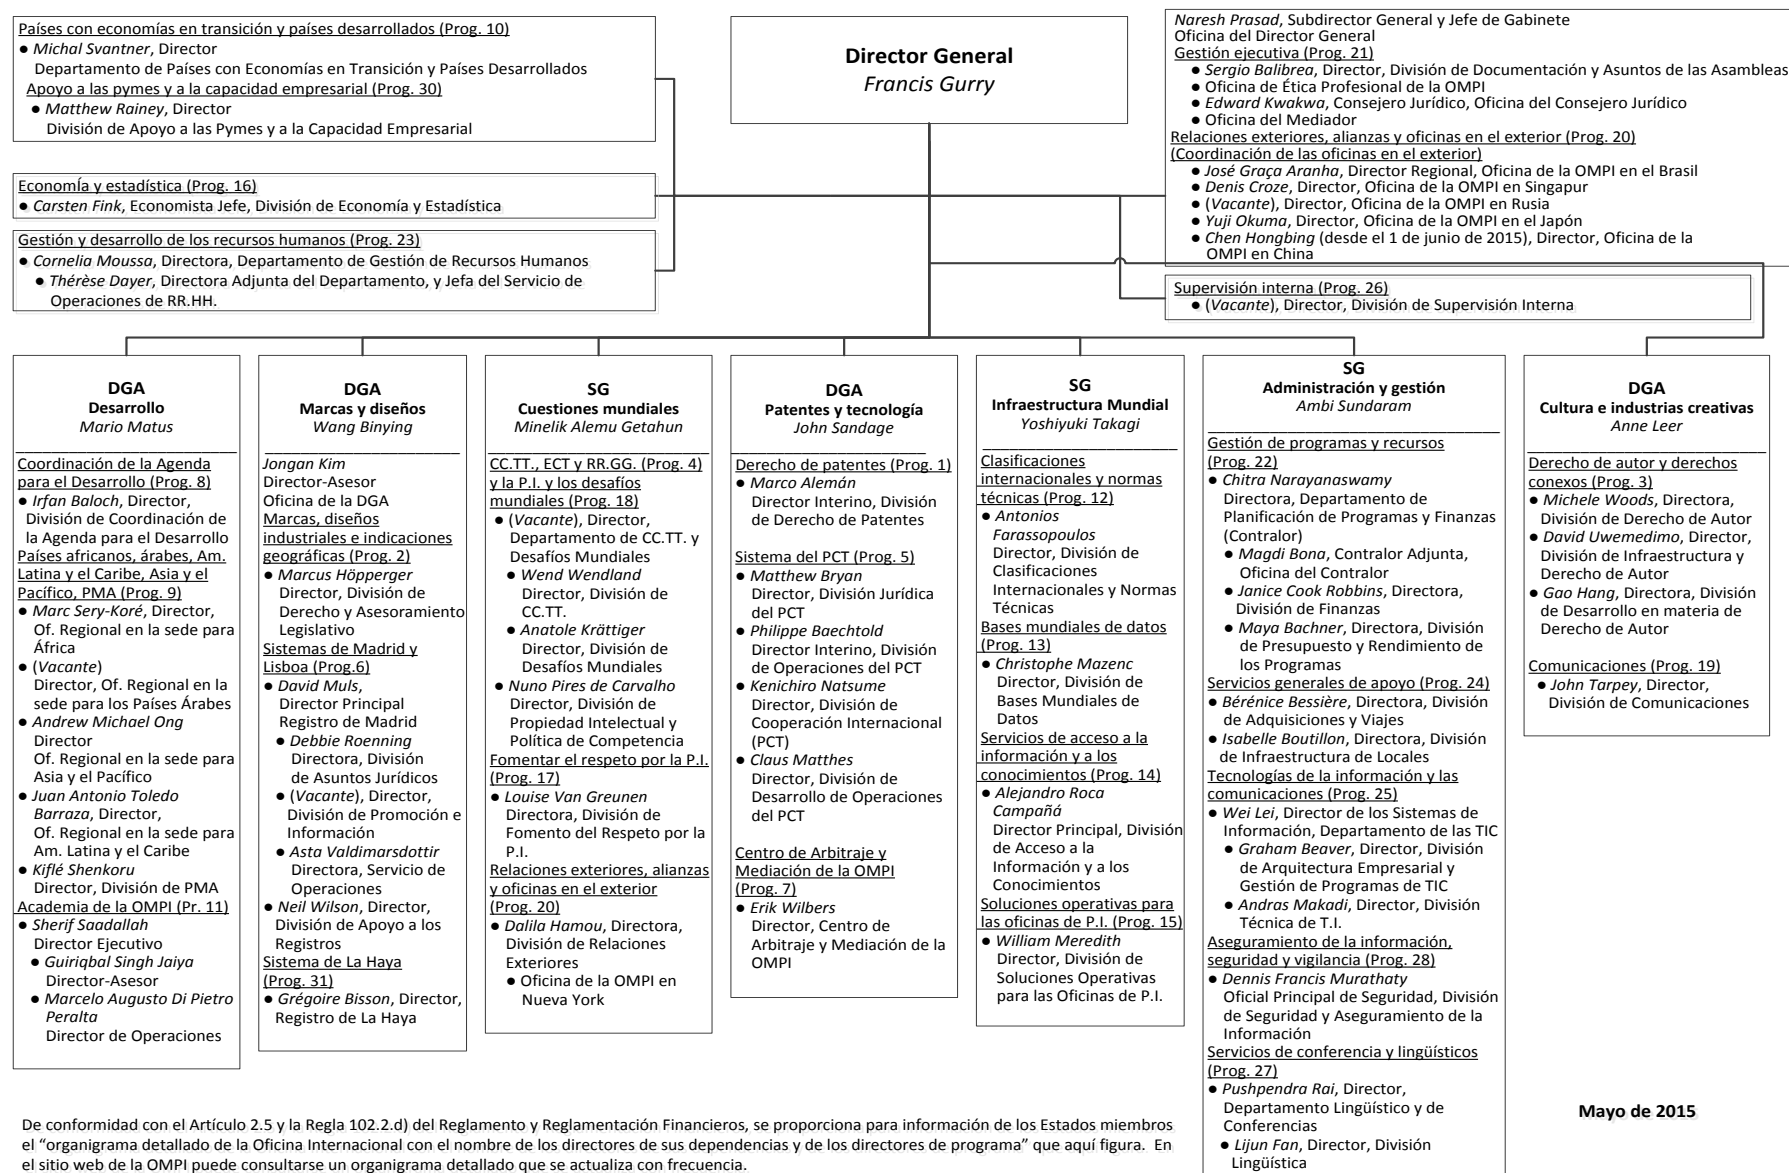 Países con economías en transición y países desarrollados (Prog. 10)
● Michal Svantner, Director
Departamento de Países con Economías en Transición y Países Desarrollados
Apoyo a las pymes y a la capacidad empresarial (Prog. 30)
● Matthew Rainey, Director
División de Apoyo a las Pymes y a la Capacidad Empresarial
Economía y estadística (Prog. 16)
● Carsten Fink, Economista Jefe, División de Economía y Estadística
Gestión y desarrollo de los recursos humanos (Prog. 23)
● Cornelia Moussa, Directora, Departamento de Gestión de Recursos Humanos
● Thérèse Dayer, Directora Adjunta del Departamento, y Jefa del Servicio de
Operaciones de RR.HH.
Director General
Francis Gurry
Naresh Prasad, Subdirector General y Jefe de Gabinete
Oficina del Director General
Gestión ejecutiva (Prog. 21)
● Sergio Balibrea, Director, División de Documentación y Asuntos de las Asambleas
● Oficina de Ética Profesional de la OMPI
● Edward Kwakwa, Consejero Jurídico, Oficina del Consejero Jurídico
● Oficina del Mediador
Relaciones exteriores, alianzas y oficinas en el exterior (Prog. 20)
(Coordinación de las oficinas en el exterior)
● José Graça Aranha, Director Regional, Oficina de la OMPI en el Brasil
● Denis Croze, Director, Oficina de la OMPI en Singapur
● (Vacante), Director, Oficina de la OMPI en Rusia
● Yuji Okuma, Director, Oficina de la OMPI en el Japón
● Chen Hongbing (desde el 1 de junio de 2015), Director, Oficina de la
OMPI en China
Supervisión interna (Prog. 26)
● (Vacante), Director, División de Supervisión Interna
DGA
Desarrollo
Mario Matus
Coordinación de la Agenda
para el Desarrollo (Prog. 8)
● Irfan Baloch, Director,
División de Coordinación de
la Agenda para el Desarrollo
Países africanos, árabes, Am.
Latina y el Caribe, Asia y el
Pacífico, PMA (Prog. 9)
● Marc Sery-Koré, Director,
Of. Regional en la sede para
África
● (Vacante)
Director, Of. Regional en la
sede para los Países Árabes
● Andrew Michael Ong
Director
Of. Regional en la sede para
Asia y el Pacífico
● Juan Antonio Toledo
Barraza, Director,
Of. Regional en la sede para
Am. Latina y el Caribe
● Kiflé Shenkoru
Director, División de PMA
Academia de la OMPI (Pr. 11)
● Sherif Saadallah
Director Ejecutivo
● Guiriqbal Singh Jaiya
Director-Asesor
● Marcelo Augusto Di Pietro
Peralta
Director de Operaciones
DGA
Marcas y diseños
Wang Binying
Jongan Kim
Director-Asesor
Oficina de la DGA
Marcas, diseños
industriales e indicaciones
geográficas (Prog. 2)
● Marcus Höpperger
Director, División de
Derecho y Asesoramiento
Legislativo
Sistemas de Madrid y
Lisboa (Prog.6)
● David Muls,
Director Principal
Registro de Madrid
● Debbie Roenning
Directora, División
de Asuntos Jurídicos
● (Vacante), Director,
División de Promoción e
Información
● Asta Valdimarsdottir
Directora, Servicio de
Operaciones
● Neil Wilson, Director,
División de Apoyo a los
Registros
Sistema de La Haya
(Prog. 31)
● Grégoire Bisson, Director,
Registro de La Haya
SG
Cuestiones mundiales
Minelik Alemu Getahun
CC.TT., ECT y RR.GG. (Prog. 4)
y la P.I. y los desafíos
mundiales (Prog. 18)
● (Vacante), Director,
Departamento de CC.TT. y
Desafíos Mundiales
● Wend Wendland
Director, División de
CC.TT.
● Anatole Krättiger
Director, División de
Desafíos Mundiales
● Nuno Pires de Carvalho
Director, División de
Propiedad Intelectual y
Política de Competencia
Fomentar el respeto por la P.I.
(Prog. 17)
● Louise Van Greunen
Directora, División de
Fomento del Respeto por la
P.I.
Relaciones exteriores, alianzas
y oficinas en el exterior
(Prog. 20)
● Dalila Hamou, Directora,
División de Relaciones
Exteriores
● Oficina de la OMPI en
Nueva York
DGA
Patentes y tecnología
John Sandage
Derecho de patentes (Prog. 1)
● Marco Alemán
Director Interino, División
de Derecho de Patentes
Sistema del PCT (Prog. 5)
● Matthew Bryan
Director, División Jurídica
del PCT
● Philippe Baechtold
Director Interino, División
de Operaciones del PCT
● Kenichiro Natsume
Director, División de
Cooperación Internacional
(PCT)
● Claus Matthes
Director, División de
Desarrollo de Operaciones
del PCT
Centro de Arbitraje y
Mediación de la OMPI
(Prog. 7)
● Erik Wilbers
Director, Centro de
Arbitraje y Mediación de la
OMPI
SG
Infraestructura Mundial
Yoshiyuki Takagi
Clasificaciones
internacionales y normas
técnicas (Prog. 12)
● Antonios
Farassopoulos
Director, División de
Clasificaciones
Internacionales y Normas
Técnicas
Bases mundiales de datos
(Prog. 13)
● Christophe Mazenc
Director, División de
Bases Mundiales de
Datos
Servicios de acceso a la
información y a los
conocimientos (Prog. 14)
● Alejandro Roca
Campañá
Director Principal, División
de Acceso a la
Información y a los
Conocimientos
Soluciones operativas para
las oficinas de P.I. (Prog. 15)
● William Meredith
Director, División de
Soluciones Operativas
para las Oficinas de P.I.
SG
Administración y gestión
Ambi Sundaram
Gestión de programas y recursos
(Prog. 22)
● Chitra Narayanaswamy
Directora, Departamento de
Planificación de Programas y Finanzas
(Contralor)
● Magdi Bona, Contralor Adjunta,
Oficina del Contralor
● Janice Cook Robbins, Directora,
División de Finanzas
● Maya Bachner, Directora, División
de Presupuesto y Rendimiento de
los Programas
Servicios generales de apoyo (Prog. 24)
● Bérénice Bessière, Directora, División
de Adquisiciones y Viajes
● Isabelle Boutillon, Directora, División
de Infraestructura de Locales
Tecnologías de la información y las
comunicaciones (Prog. 25)
● Wei Lei, Director de los Sistemas de
Información, Departamento de las TIC
● Graham Beaver, Director, División
de Arquitectura Empresarial y
Gestión de Programas de TIC
● Andras Makadi, Director, División
Técnica de T.I.
Aseguramiento de la información,
seguridad y vigilancia (Prog. 28)
● Dennis Francis Murathaty
Oficial Principal de Seguridad, División
de Seguridad y Aseguramiento de la
Información
Servicios de conferencia y lingüísticos
(Prog. 27)
● Pushpendra Rai, Director,
Departamento Lingüístico y de
Conferencias
● Lijun Fan, Director, División
Lingüística
DGA
Cultura e industrias creativas
Anne Leer
Derecho de autor y derechos
conexos (Prog. 3)
● Michele Woods, Directora,
División de Derecho de Autor
● David Uwemedimo, Director,
División de Infraestructura y
Derecho de Autor
● Gao Hang, Directora, División
de Desarrollo en materia de
Derecho de Autor
Comunicaciones (Prog. 19)
● John Tarpey, Director,
División de Comunicaciones
Mayo de 2015
De conformidad con el Artículo 2.5 y la Regla 102.2.d) del Reglamento y Reglamentación Financieros, se proporciona para información de los Estados miembros
el “organigrama detallado de la Oficina Internacional con el nombre de los directores de sus dependencias y de los directores de programa” que aquí figura. En
el sitio web de la OMPI puede consultarse un organigrama detallado que se actualiza con frecuencia.